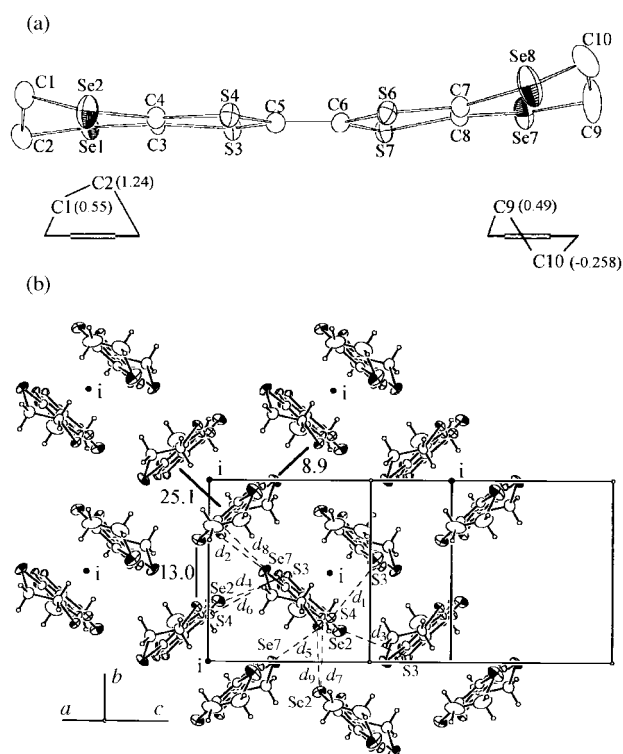 (a)
C10
Se8
C1
Se2
C4
S4
C5
C6
S6
C7
C2
Se1
C3
S3
S7
C8
Se7
C9
C2 (1.24)
C1 (0.55)
C9 (0.49)
C10 (-0.258)
(b)
i
i
8.9
i
i
25.1
d2
d8
Se7
S3
i
i
S3
13.0
Se2
d4
d6
d1
S4
S4
Se2
d3
Se7
d5
S3
i
d9
d7
Se2
b
a
c